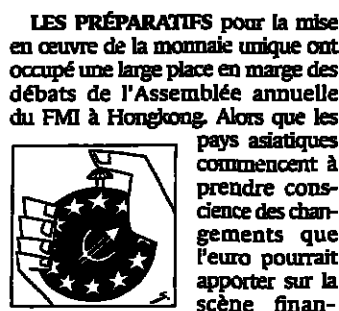 LES PRÉPARATIFS pour la mise
en œuvre de la monnaie unique ont
occupé une large place en marge des
débats de l'Assemblée annuelle
du FMI à Hongkong. Alors que les
pays asiatiques
commencent à
prendre cons-
cience des chan-
gements que
l'euro pourrait
apporter sur la
scène finan-